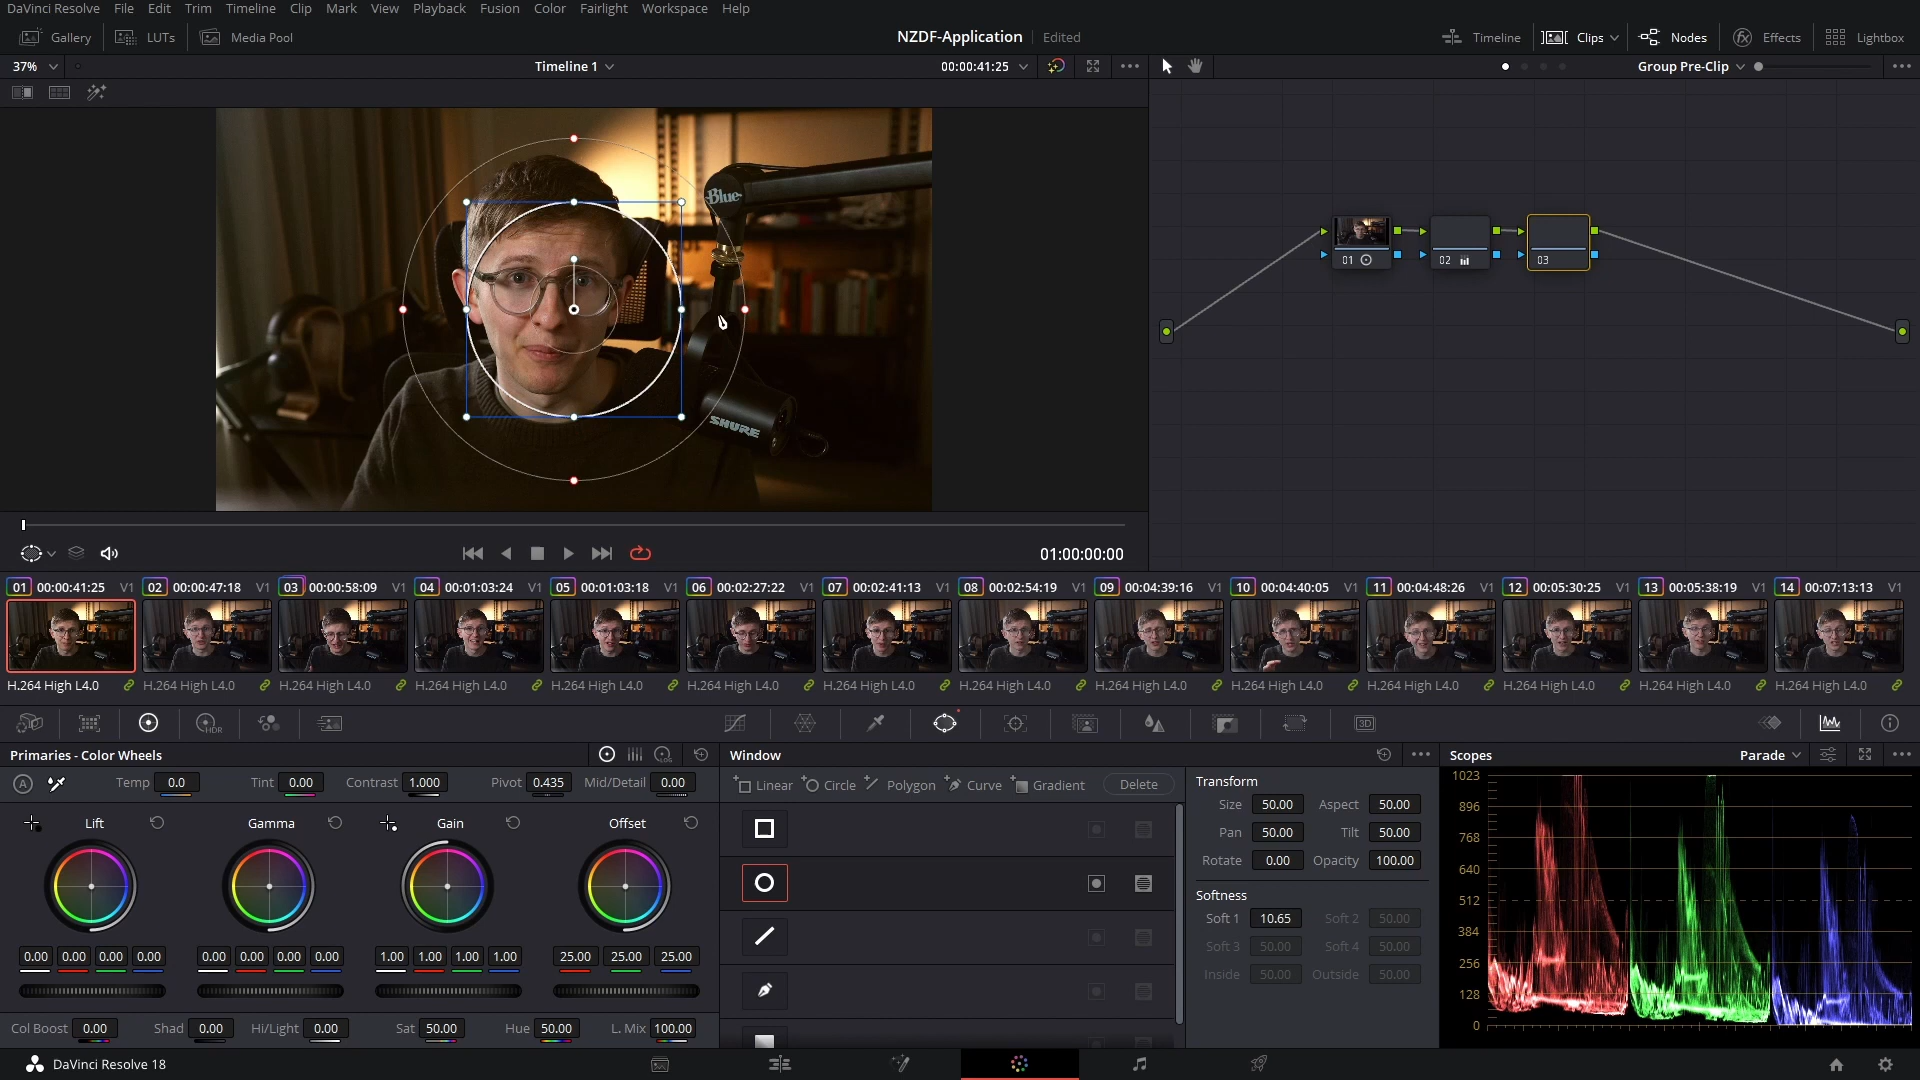 DaVinci Resolve File Edit Trim Timeline Clip Mark View Playback Fusion Color Fairlight Workspace Help
Gallery LUTs Media Pool NZDF-Application Edited Timeline Clips Nodes Effects Lightbox
37% Timeline 1 00:00:41:25 Group Pre-Clip
Blue
SHURE
01 02 03
01:00:00:00
01 00:00:41:25 V1 02 00:00:47:18 V1 03 00:00:58:09 V1 04 00:01:03:24 V1 05 00:01:03:18 V1 06 00:02:27:22 V1 07 00:02:41:13 V1 08 00:02:54:19 V1 09 00:04:39:16 V1 10 00:04:40:05 V1 11 00:04:48:26 V1 12 00:05:30:25 V1 13 00:05:38:19 V1 14 00:07:13:13 V1
H.264 High L4.0 H.264 High L4.0 H.264 High L4.0 H.264 High L4.0 H.264 High L4.0 H.264 High L4.0 H.264 High L4.0 H.264 High L4.0 H.264 High L4.0 H.264 High L4.0 H.264 High L4.0 H.264 High L4.0 H.264 High L4.0 H.264 High L4.0
HDR 3D
Primaries - Color Wheels LOG
A Temp 0.0 Tint 0.00 Contrast 1.000 Pivot 0.435 Mid/Detail 0.00
Lift Gamma Gain Offset
0.00 0.00 0.00 0.00 0.00 0.00 0.00 0.00 1.00 1.00 1.00 1.00 25.00 25.00 25.00
Col Boost 0.00 Shad 0.00 Hi/Light 0.00 Sat 50.00 Hue 50.00 L. Mix 100.00
Window
Linear Circle Polygon Curve Gradient Delete
Transform
Size 50.00 Aspect 50.00
Pan 50.00 Tilt 50.00
Rotate 0.00 Opacity 100.00
Softness
Soft 1 10.65 Soft 2 50.00
Soft 3 50.00 Soft 4 50.00
Inside 50.00 Outside 50.00
Scopes Parade
1023
896
768
640
512
384
256
128
0
DaVinci Resolve 18